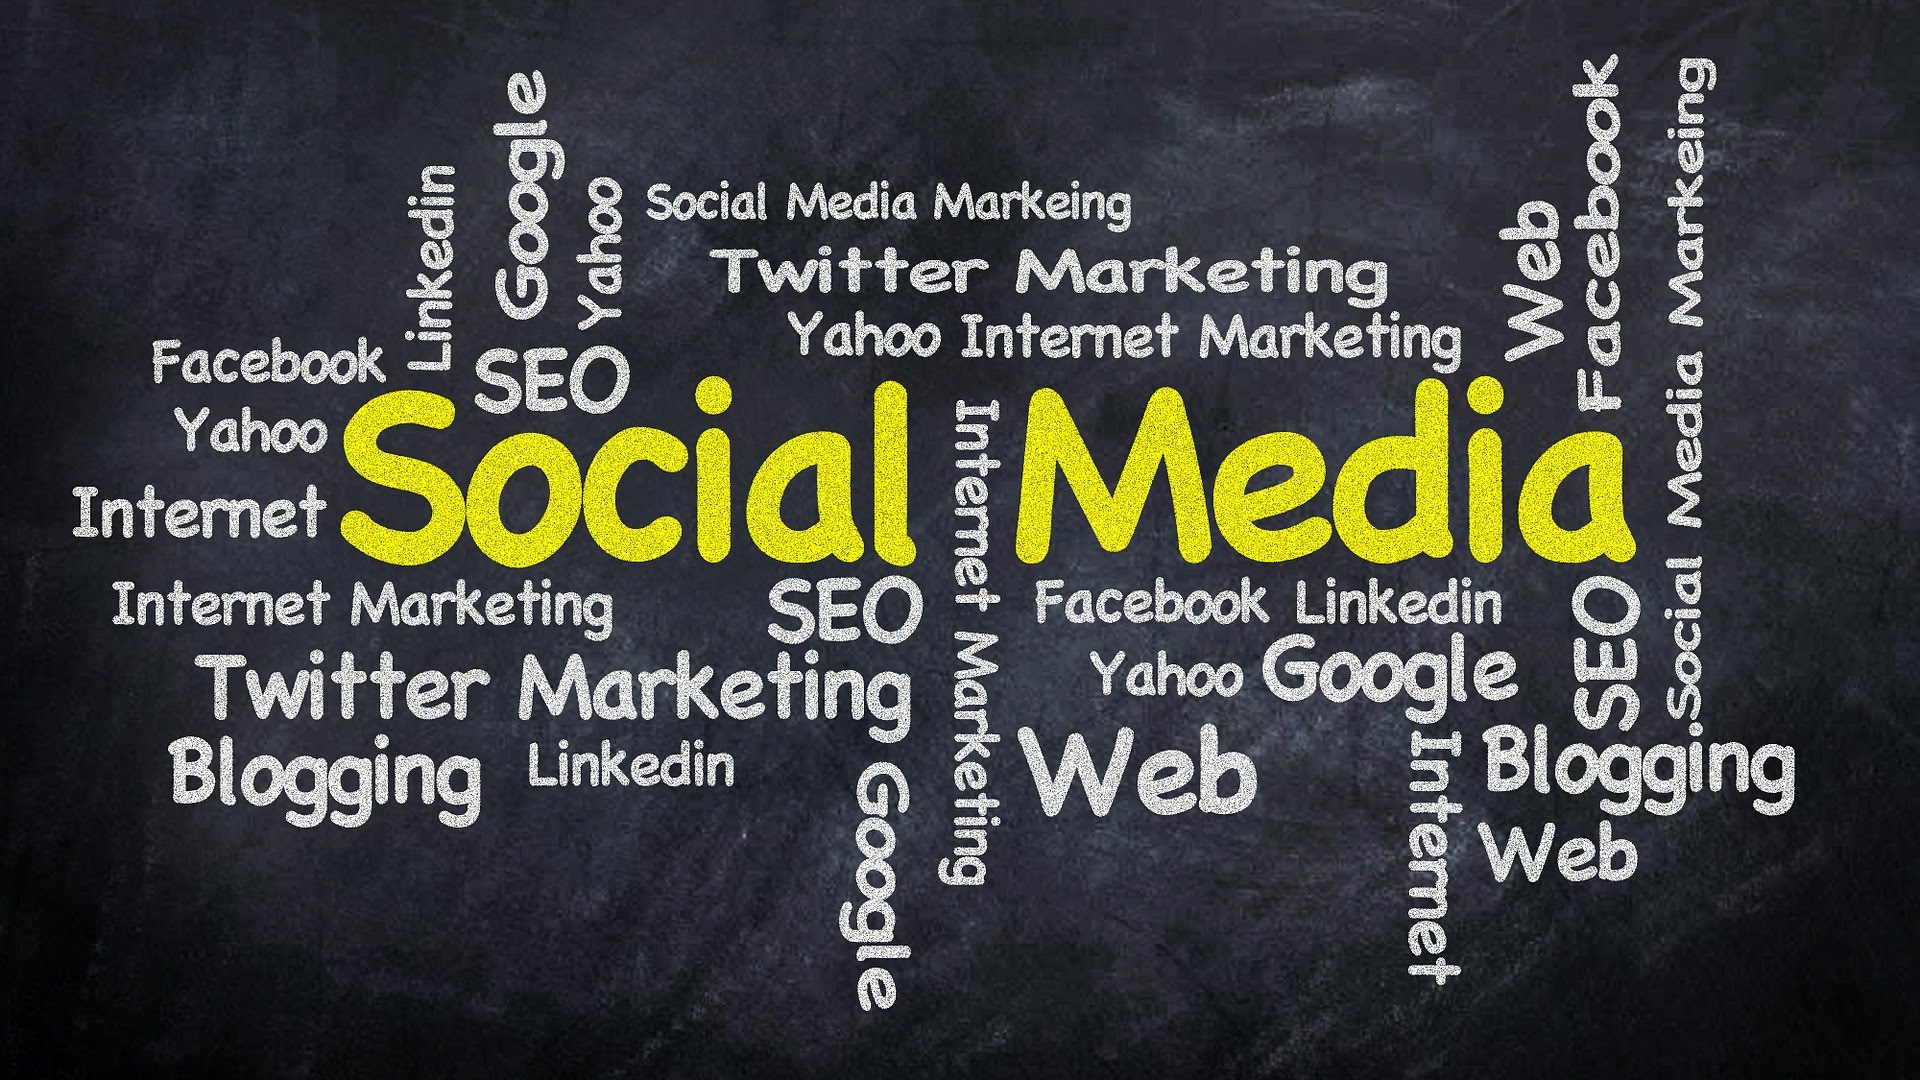 Google
Linkedin
Yahoo
Social Media Markeing
Twitter Marketing
Yahoo Internet Marketing
Web
Facebook
Social Media Markeing
Facebook
SEO
Yahoo
Internet
Social Media
Internet Marketing
Internet Marketing
SEO
Facebook Linkedin
SEO
Twitter Marketing
Yahoo Google
Blogging
Linkedin
Google
Web
Internet
Blogging
Web